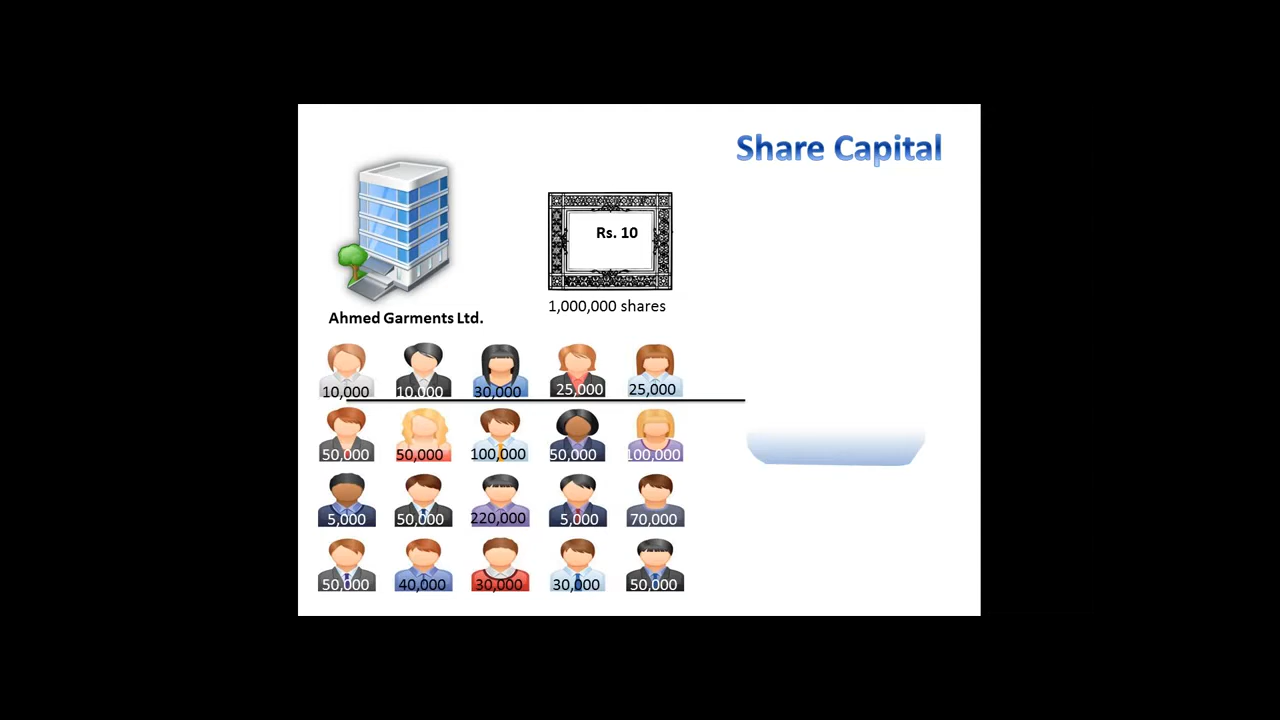 Share Capital
Rs. 10
1,000,000 shares
Ahmed Garments Ltd.
10,000 10,000 30,000 25,000 25,000
50,000 50,000 100,000 50,000 100,000
5,000 50,000 220,000 5,000 70,000
50,000 40,000 30,000 30,000 50,000